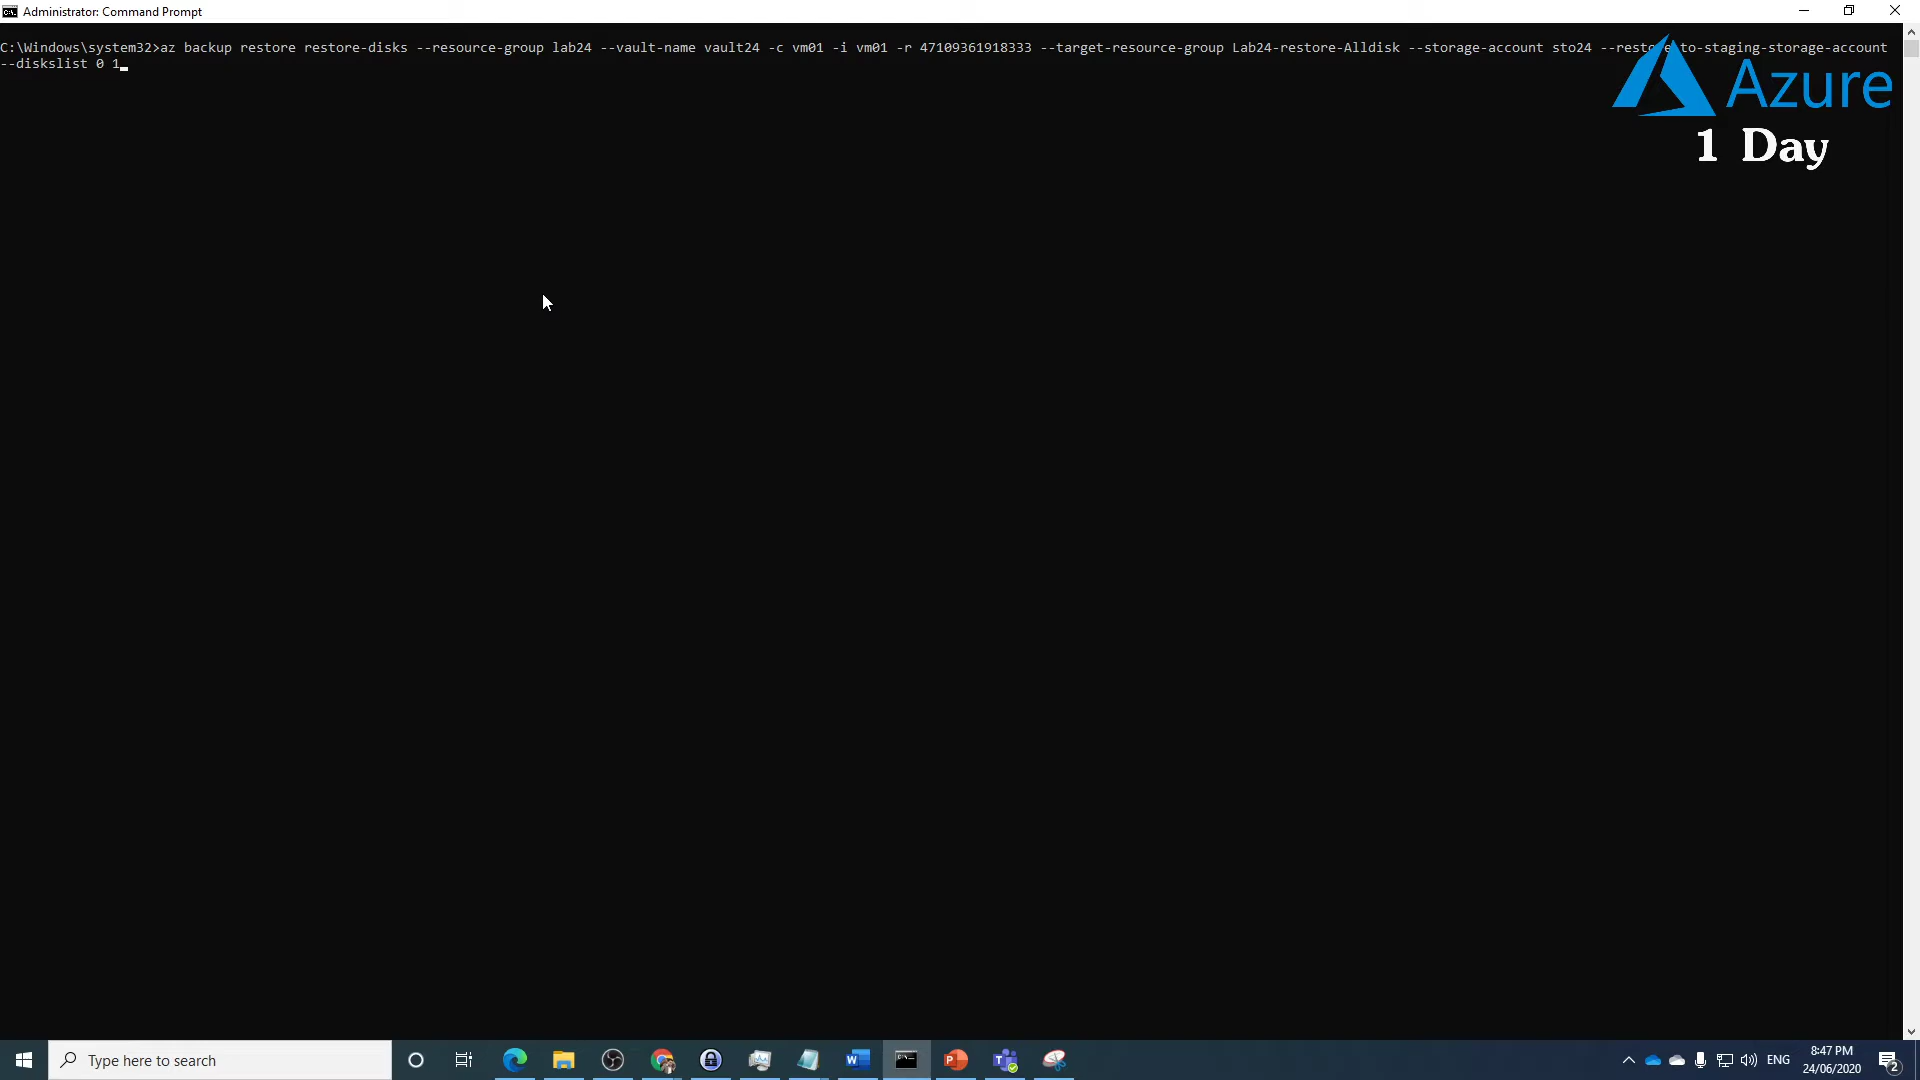 Administrator: Command Prompt
C:\Windows\system32>az backup restore restore-disks --resource-group lab24 --vault-name vault24 -c vm01 -i vm01 -r 47109361918333 --target-resource-group Lab24-restore-Alldisk --storage-account sto24 --restore-to-staging-storage-account
--diskslist 0 1
Azure
1 Day
Type here to search
ENG
8:47 PM
24/06/2020
2